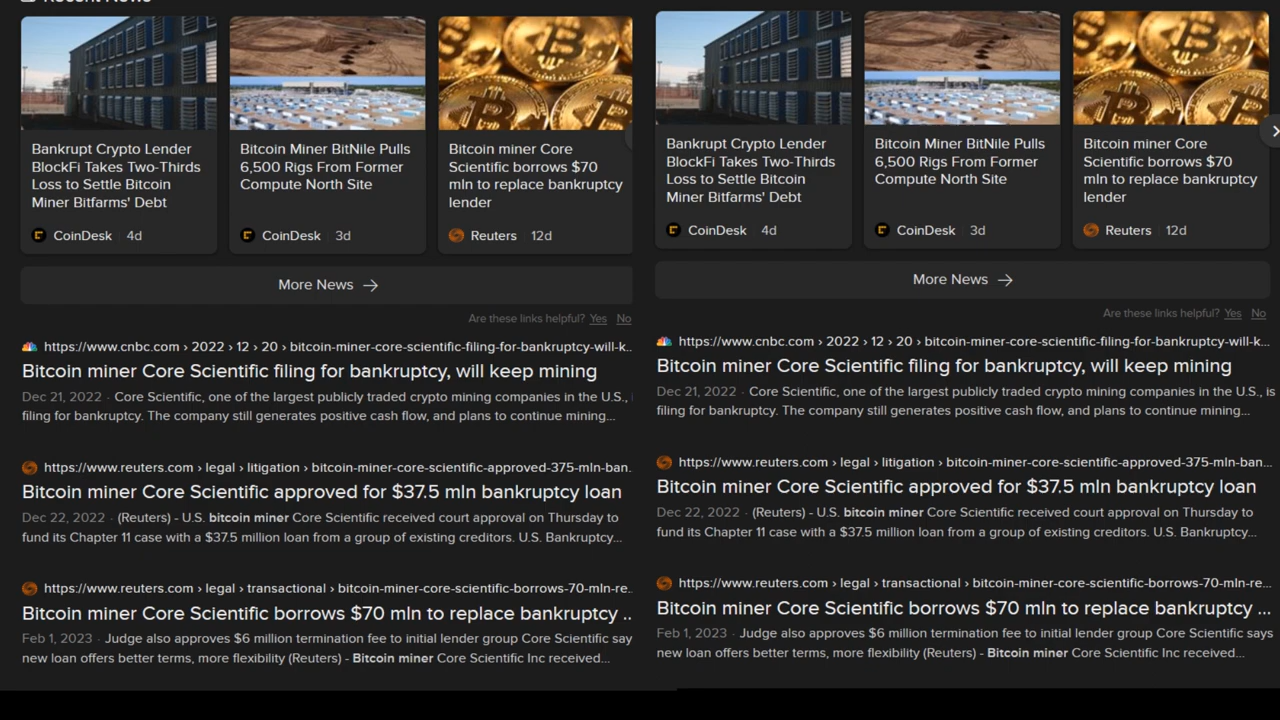 Recent News
Bankrupt Crypto Lender
BlockFi Takes Two-Thirds
Loss to Settle Bitcoin
Miner Bitfarms' Debt
CoinDesk 4d
Bitcoin Miner BitNile Pulls
6,500 Rigs From Former
Compute North Site
CoinDesk 3d
Bitcoin miner Core
Scientific borrows $70
mln to replace bankruptcy
lender
Reuters 12d
More News →
Are these links helpful? Yes No
https://www.cnbc.com › 2022 › 12 › 20 › bitcoin-miner-core-scientific-filing-for-bankruptcy-will-k..
Bitcoin miner Core Scientific filing for bankruptcy, will keep mining
Dec 21, 2022 · Core Scientific, one of the largest publicly traded crypto mining companies in the U.S.,
filing for bankruptcy. The company still generates positive cash flow, and plans to continue mining...
https://www.reuters.com › legal › litigation › bitcoin-miner-core-scientific-approved-375-mln-ban.
Bitcoin miner Core Scientific approved for $37.5 mln bankruptcy loan
Dec 22, 2022 · (Reuters) - U.S. bitcoin miner Core Scientific received court approval on Thursday to
fund its Chapter 11 case with a $37.5 million loan from a group of existing creditors. U.S. Bankruptcy...
https://www.reuters.com › legal › transactional › bitcoin-miner-core-scientific-borrows-70-mln-re..
Bitcoin miner Core Scientific borrows $70 mln to replace bankruptcy ..
Feb 1, 2023 · Judge also approves $6 million termination fee to initial lender group Core Scientific say
new loan offers better terms, more flexibility (Reuters) - Bitcoin miner Core Scientific Inc received...
Bankrupt Crypto Lender
BlockFi Takes Two-Thirds
Loss to Settle Bitcoin
Miner Bitfarms' Debt
CoinDesk 4d
Bitcoin Miner BitNile Pulls
6,500 Rigs From Former
Compute North Site
CoinDesk 3d
Bitcoin miner Core
Scientific borrows $70
mln to replace bankruptcy
lender
Reuters 12d
More News →
Are these links helpful? Yes No
https://www.cnbc.com › 2022 › 12 › 20 › bitcoin-miner-core-scientific-filing-for-bankruptcy-will-k...
Bitcoin miner Core Scientific filing for bankruptcy, will keep mining
Dec 21, 2022 · Core Scientific, one of the largest publicly traded crypto mining companies in the U.S., is
filing for bankruptcy. The company still generates positive cash flow, and plans to continue mining...
https://www.reuters.com › legal › litigation › bitcoin-miner-core-scientific-approved-375-mln-ban...
Bitcoin miner Core Scientific approved for $37.5 mln bankruptcy loan
Dec 22, 2022 · (Reuters) - U.S. bitcoin miner Core Scientific received court approval on Thursday to
fund its Chapter 11 case with a $37.5 million loan from a group of existing creditors. U.S. Bankruptcy...
https://www.reuters.com › legal › transactional › bitcoin-miner-core-scientific-borrows-70-mln-re...
Bitcoin miner Core Scientific borrows $70 mln to replace bankruptcy ...
Feb 1, 2023 · Judge also approves $6 million termination fee to initial lender group Core Scientific says
new loan offers better terms, more flexibility (Reuters) - Bitcoin miner Core Scientific Inc received...